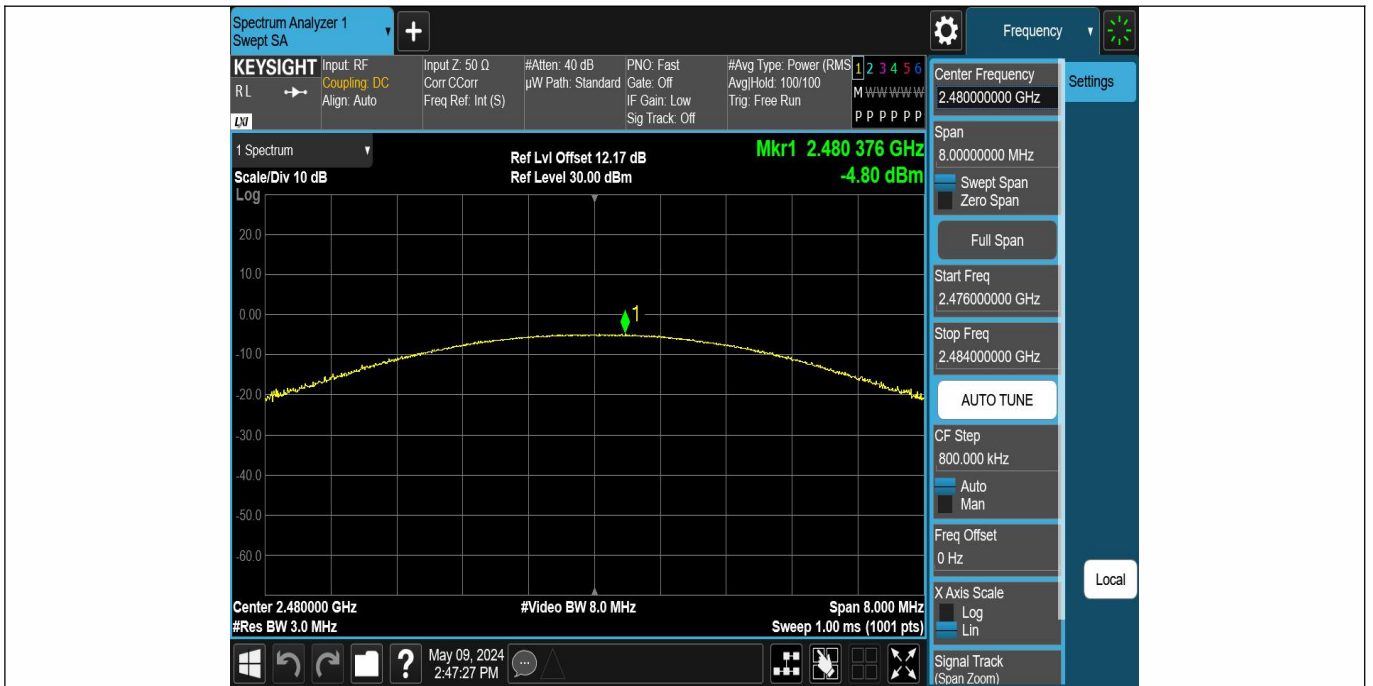 Spectrum Analyzer 1
Swept SA
Frequency
KEYSIGHT
RL
LXI
Input: RF
Coupling: DC
Align: Auto
Input Z: 50 Ω
Corr CCorr
Freq Ref: Int (S)
#Atten: 40 dB
µW Path: Standard
PNO: Fast
Gate: Off
IF Gain: Low
Sig Track: Off
#Avg Type: Power (RMS
Avg|Hold: 100/100
Trig: Free Run
1 2 3 4 5 6
M W W W W W
P P P P P P
1 Spectrum
Scale/Div 10 dB
Log
Ref Lvl Offset 12.17 dB
Ref Level 30.00 dBm
Mkr1 2.480 376 GHz
-4.80 dBm
20.0
10.0
0.00
-10.0
-20.0
-30.0
-40.0
-50.0
-60.0
1
Center 2.480000 GHz
#Res BW 3.0 MHz
#Video BW 8.0 MHz
Span 8.000 MHz
Sweep 1.00 ms (1001 pts)
Center Frequency
2.480000000 GHz
Settings
Span
8.00000000 MHz
Swept Span
Zero Span
Full Span
Start Freq
2.476000000 GHz
Stop Freq
2.484000000 GHz
AUTO TUNE
CF Step
800.000 kHz
Auto
Man
Freq Offset
0 Hz
Local
X Axis Scale
Log
Lin
Signal Track
(Span Zoom)
?
May 09, 2024
2:47:27 PM